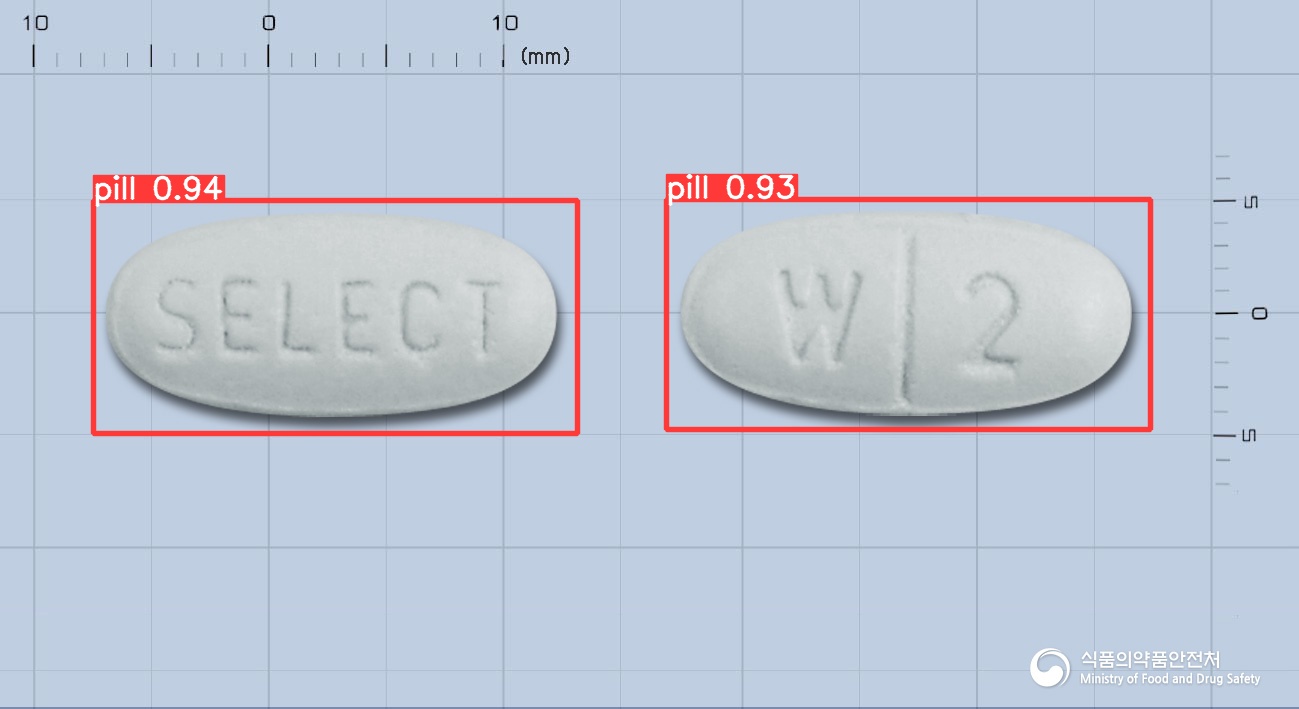 10 0 10 (mm)
pill 0.94
pill 0.93
SELECT
W 2
5
0
5
식품의약품안전처
Ministry of Food and Drug Safety